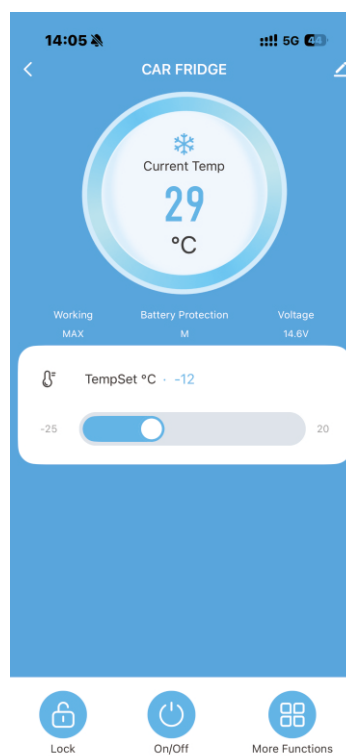 14:05
5G 44
CAR FRIDGE
Current Temp
29
°C
Working Battery Protection Voltage
MAX M 14.6V
TempSet °C · -12
-25 20
Lock On/Off More Functions